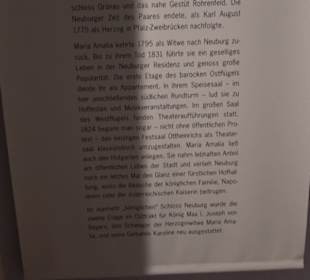 schloss Grünau und das nahe Gestüt Rohrenfeld. Die
Neuburger Zeit des Paares endete, als Karl August
1795 als Herzog in Pfalz-Zweibrücken nachfolgte.
Maria Amalia kehrte 1795 als Witwe nach Neuburg zu-
rück. Bis zu ihrem Tod 1831 führte sie ein geselliges
Leben in der Neuburger Residenz und genoss große
Popularität. Die erste Etage des barocken Ostflügels
diente ihr als Appartement. In ihrem Speisesaal – im
hier anschließenden südlichen Rundturm – lud sie zu
Hoffesten und Musikveranstaltungen. Im großen Saal
des Westflügels fanden Theateraufführungen statt.
1824 begann man sogar – nicht ohne öffentlichen Pro-
test – den einzigen Festsaal Ottheinrichs als Theater-
saal klassizistisch umzugestalten. Maria Amalia ließ
auch den Hofgarten anlegen. Sie nahm lebhaften Anteil
am öffentlichen Leben der Stadt und verlieh Neuburg
noch ein letztes Mal den Glanz einer fürstlichen Hofhal-
tung, wozu die Besuche der königlichen Familie, Napo-
leons oder der österreichischen Kaiserin beitrugen.
Im nunmehr „königlichen“ Schloss Neuburg wurde die
zweite Etage im Osttrakt für König Max I. Joseph von
Bayern, den Schwager der Herzoginwitwe Maria Ama-
lia, und seine Gemahlin Karoline neu ausgestattet.